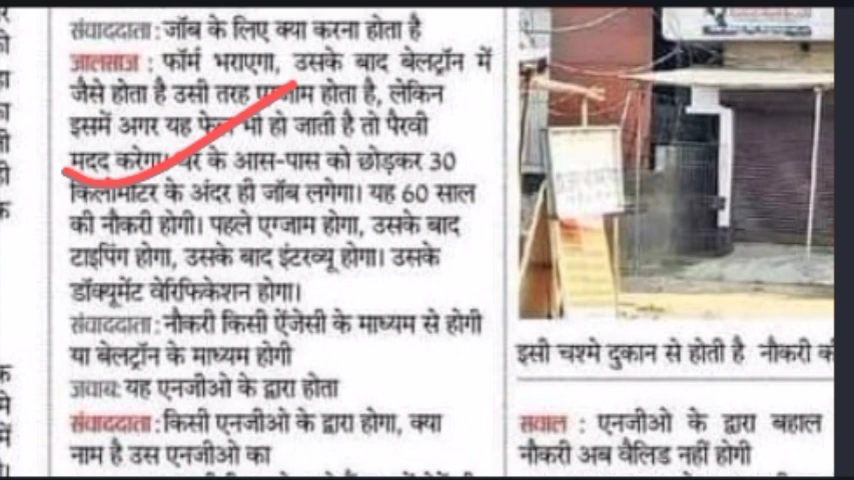 संवाददाता : जॉब के लिए क्या करना होता है
जालसाज : फॉर्म भराएगा, उसके बाद बेलट्रॉन में
जैसे होता है उसी तरह एग्जाम होता है, लेकिन
इसमें अगर यह फेल भी हो जाती है तो पैरवी
मदद करेगा। घर के आस-पास को छोड़कर 30
किलोमीटर के अंदर ही जॉब लगेगा। यह 60 साल
की नौकरी होगी। पहले एग्जाम होगा, उसके बाद
टाइपिंग होगा, उसके बाद इंटरव्यू होगा। उसके
डॉक्यूमेंट वेरिफिकेशन होगा।
संवाददाता : नौकरी किसी ऐंजेसी के माध्यम से होगी
या बेलट्रॉन के माध्यम होगी
जवाब: यह एनजीओ के द्वारा होता
संवाददाता : किसी एनजीओ के द्वारा होगा, क्या
नाम है उस एनजीओ का
इसी चश्मे दुकान से होती है नौकरी की
सवाल : एनजीओ के द्वारा बहाल
नौकरी अब वैलिड नहीं होगी